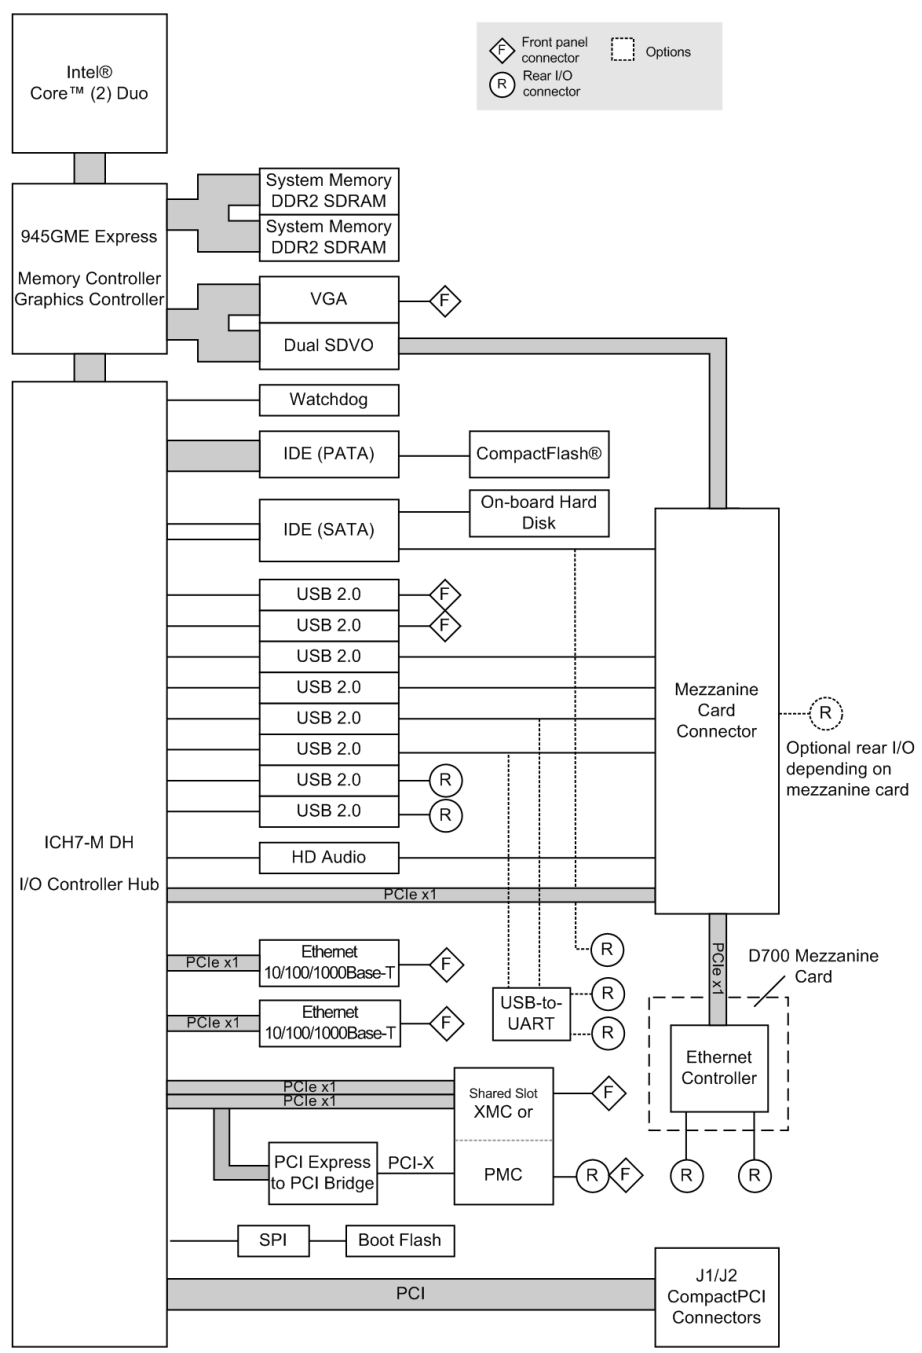 Intel®
Core™ (2) Duo
F
Front panel
connector
Options
R
Rear I/O
connector
945GME Express
Memory Controller
Graphics Controller
System Memory
DDR2 SDRAM
System Memory
DDR2 SDRAM
VGA
F
Dual SDVO
Watchdog
IDE (PATA)
CompactFlash®
IDE (SATA)
On-board Hard
Disk
USB 2.0
F
USB 2.0
F
USB 2.0
USB 2.0
USB 2.0
USB 2.0
USB 2.0
R
USB 2.0
R
Mezzanine
Card
Connector
R
Optional rear I/O
depending on
mezzanine card
ICH7-M DH
I/O Controller Hub
HD Audio
PCIe x1
PCIe x1
Ethernet
10/100/1000Base-T
F
PCIe x1
Ethernet
10/100/1000Base-T
F
R
USB-to-
UART
R
R
PCIe x1
D700 Mezzanine
Card
Ethernet
Controller
R
R
PCIe x1
PCIe x1
Shared Slot
XMC or
F
PCI Express
to PCI Bridge
PCI-X
PMC
R
F
SPI
Boot Flash
PCI
J1/J2
CompactPCI
Connectors